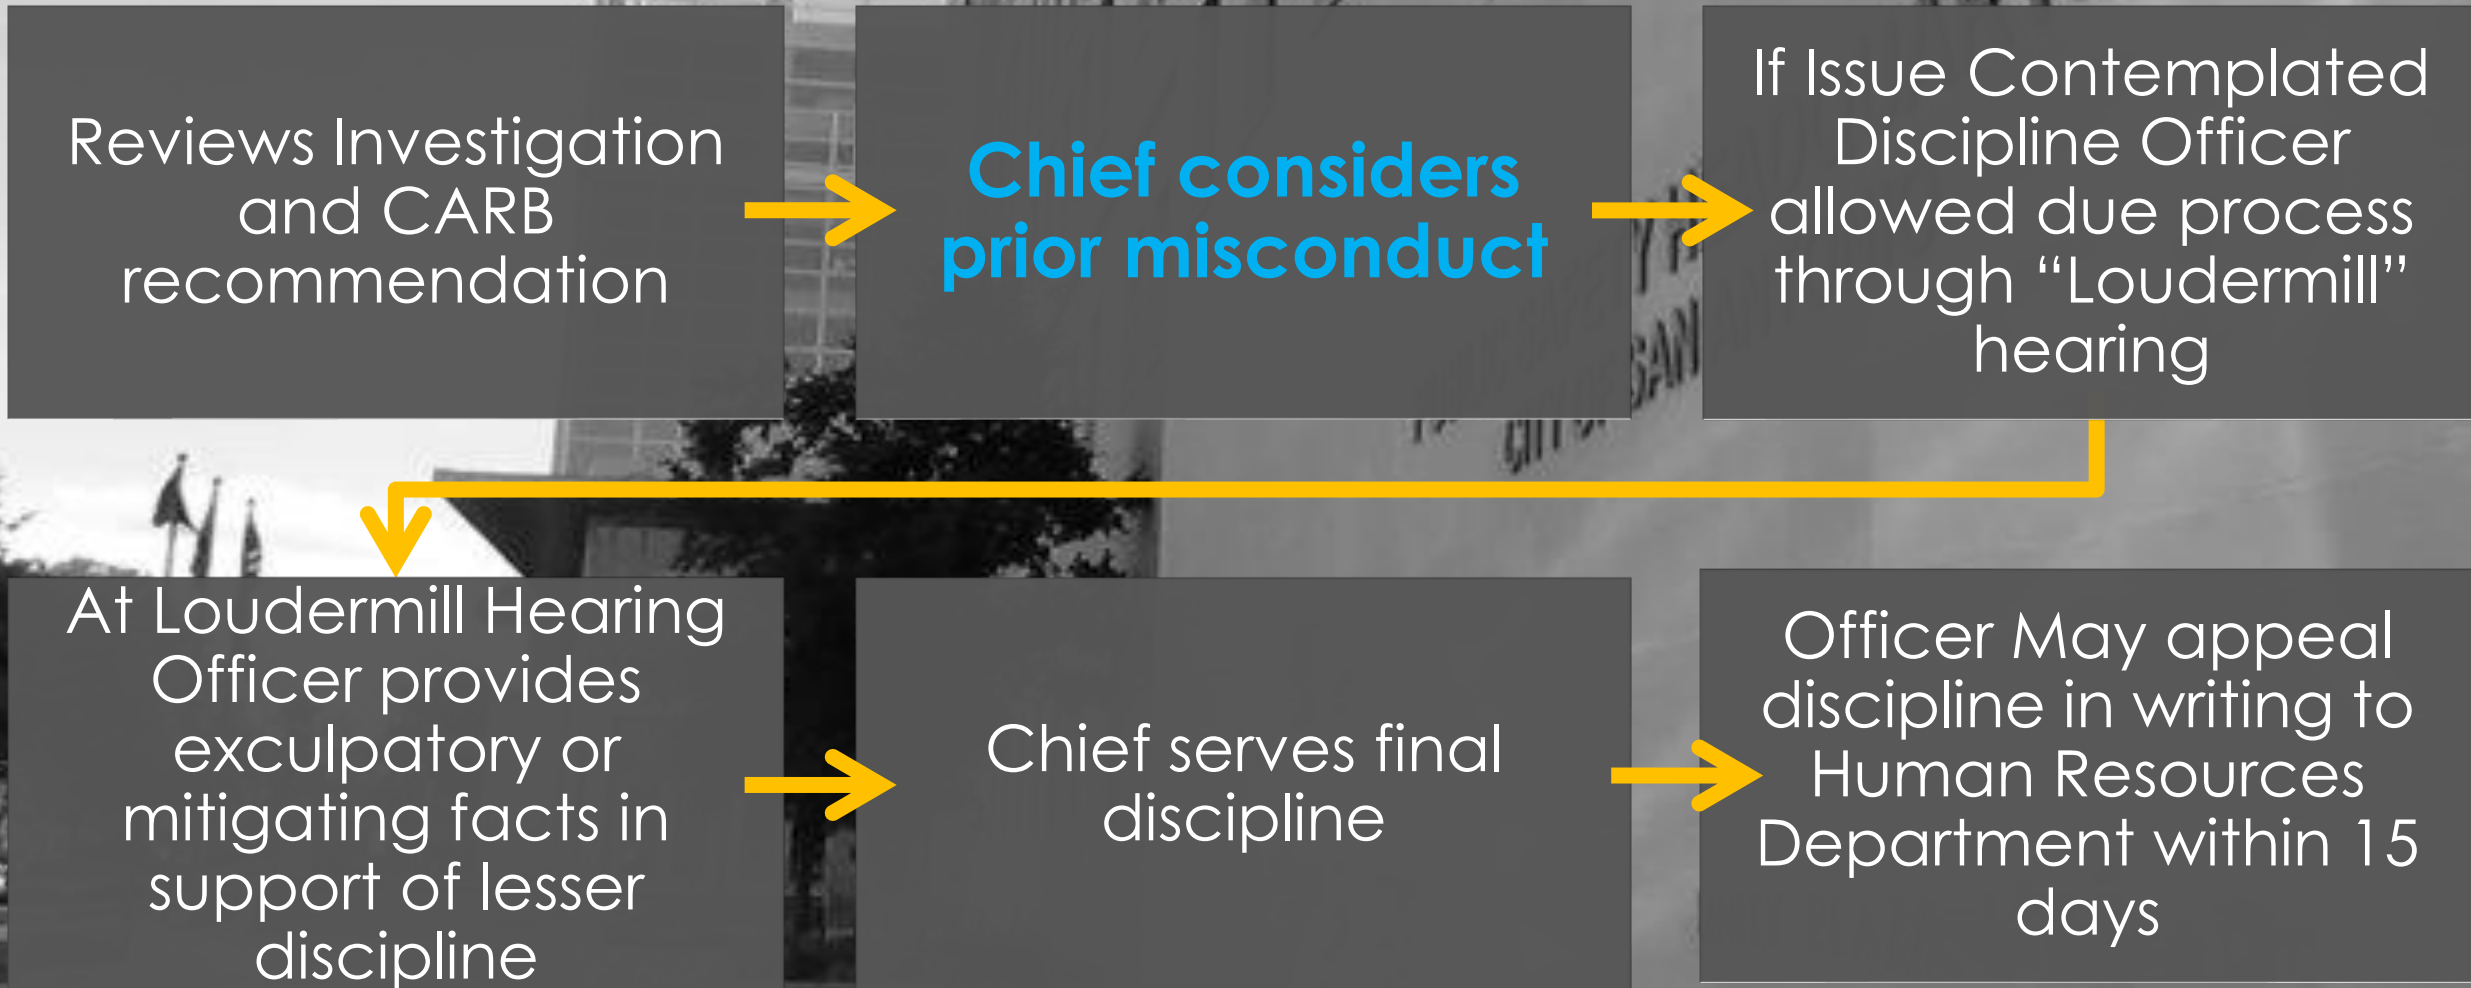 Reviews Investigation
and CARB
recommendation
Chief considers
prior misconduct
If Issue Contemplated
Discipline Officer
allowed due process
through “Loudermill”
hearing
At Loudermill Hearing
Officer provides
exculpatory or
mitigating facts in
support of lesser
discipline
Chief serves final
discipline
Officer May appeal
discipline in writing to
Human Resources
Department within 15
days